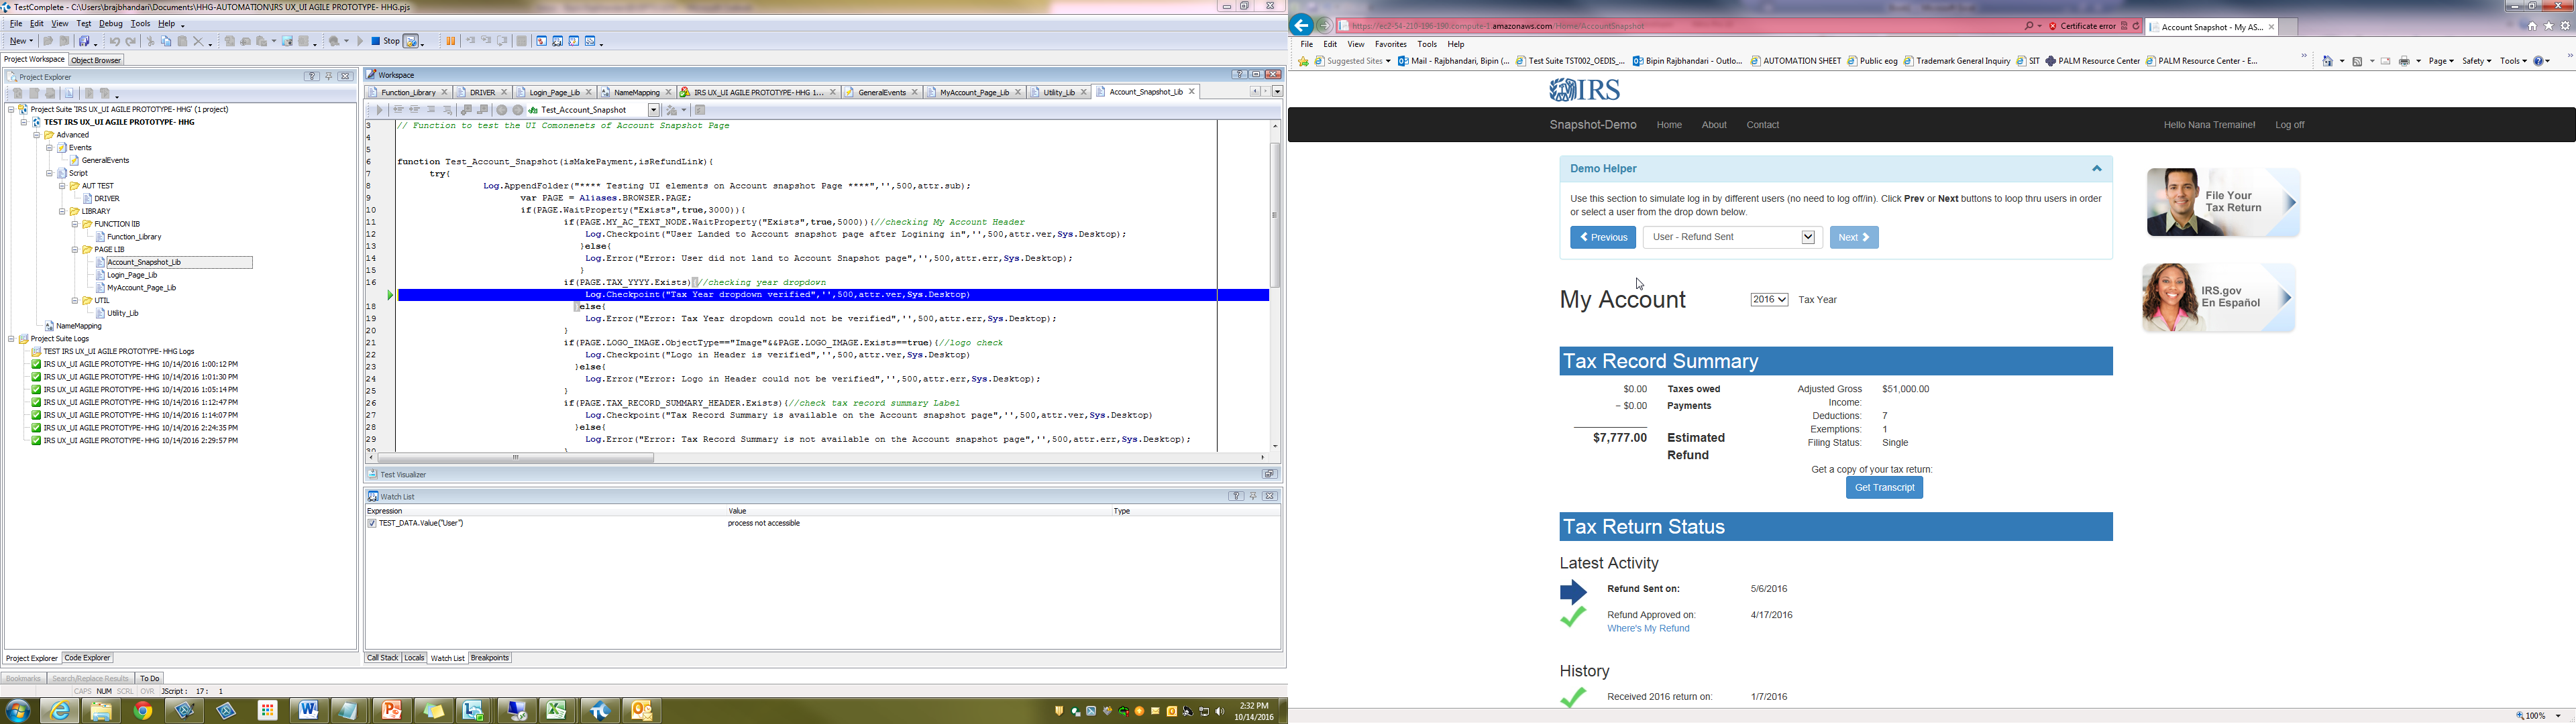 TestComplete - C:\Users\brajbhandari\Documents\HHG-AUTOMATION\IRS UX_UI AGILE PROTOTYPE- HHG.pjs
File Edit View Test Debug Tools Help
New Stop
Project Workspace Object Browser
Project Explorer
Project Suite 'IRS UX_UI AGILE PROTOTYPE- HHG' (1 project)
TEST IRS UX_UI AGILE PROTOTYPE- HHG
Advanced
Events
GeneralEvents
Script
AUT TEST
DRIVER
LIBRARY
FUNCTION lIB
Function_Library
PAGE LIB
Account_Snapshot_Lib
Login_Page_Lib
MyAccount_Page_Lib
UTIL
Utility_Lib
NameMapping
Project Suite Logs
TEST IRS UX_UI AGILE PROTOTYPE- HHG Logs
IRS UX_UI AGILE PROTOTYPE- HHG 10/14/2016 1:00:12 PM
IRS UX_UI AGILE PROTOTYPE- HHG 10/14/2016 1:01:30 PM
IRS UX_UI AGILE PROTOTYPE- HHG 10/14/2016 1:05:14 PM
IRS UX_UI AGILE PROTOTYPE- HHG 10/14/2016 1:12:47 PM
IRS UX_UI AGILE PROTOTYPE- HHG 10/14/2016 1:14:07 PM
IRS UX_UI AGILE PROTOTYPE- HHG 10/14/2016 2:24:35 PM
IRS UX_UI AGILE PROTOTYPE- HHG 10/14/2016 2:29:57 PM
Project Explorer Code Explorer
Workspace
Function_Library DRIVER Login_Page_Lib NameMapping IRS UX_UI AGILE PROTOTYPE- HHG 1... GeneralEvents MyAccount_Page_Lib Utility_Lib Account_Snapshot_Lib
Test_Account_Snapshot
3 // Function to test the UI Comonenets of Account Snapshot Page
4
5
6 function Test_Account_Snapshot(isMakePayment,isRefundLink){
7 try{
8 Log.AppendFolder("**** Testing UI elements on Account snapshot Page ****",'',500,attr.sub);
9 var PAGE = Aliases.BROWSER.PAGE;
10 if(PAGE.WaitProperty("Exists",true,3000)){
11 if(PAGE.MY_AC_TEXT_NODE.WaitProperty("Exists",true,5000)){//checking My Account Header
12 Log.Checkpoint("User Landed to Account snapshot page after Logining in",'',500,attr.ver,Sys.Desktop);
13 }else{
14 Log.Error("Error: User did not land to Account Snapshot page",'',500,attr.err,Sys.Desktop);
15 }
16 if(PAGE.TAX_YYYY.Exists){//checking year dropdown
Log.Checkpoint("Tax Year dropdown verified",'',500,attr.ver,Sys.Desktop)
18 }else{
19 Log.Error("Error: Tax Year dropdown could not be verified",'',500,attr.err,Sys.Desktop);
20 }
21 if(PAGE.LOGO_IMAGE.ObjectType=="Image"&&PAGE.LOGO_IMAGE.Exists==true){//logo check
22 Log.Checkpoint("Logo in Header is verified",'',500,attr.ver,Sys.Desktop)
23 }else{
24 Log.Error("Error: Logo in Header could not be verified",'',500,attr.err,Sys.Desktop);
25 }
26 if(PAGE.TAX_RECORD_SUMMARY_HEADER.Exists){//check tax record summary Label
27 Log.Checkpoint("Tax Record Summary is available on the Account snapshot page",'',500,attr.ver,Sys.Desktop)
28 }else{
29 Log.Error("Error: Tax Record Summary is not available on the Account snapshot page",'',500,attr.err,Sys.Desktop);
30 }
Test Visualizer
Watch List
Expression Value Type
TEST_DATA.Value("User") process not accessible
Call Stack Locals Watch List Breakpoints
Bookmarks Search/Replace Results To Do
CAPS NUM SCRL OVR JScript : 17 : 1
2:32 PM
10/14/2016
amazonaws.com/Home/AccountSnapshot
Certificate error
Account Snapshot - My AS...
File Edit View Favorites Tools Help
Suggested Sites Mail - Rajbhandari, Bipin (... Test Suite TST002_OEDIS_... Bipin Rajbhandari - Outlo... AUTOMATION SHEET Public eog Trademark General Inquiry SIT PALM Resource Center PALM Resource Center - E...
Page Safety Tools
IRS
Snapshot-Demo Home About Contact Hello Nana Tremaine! Log off
Demo Helper
Use this section to simulate log in by different users (no need to log off/in). Click Prev or Next buttons to loop thru users in order
or select a user from the drop down below.
Previous User - Refund Sent Next
My Account 2016 Tax Year
File Your
Tax Return
IRS.gov
En Español
Tax Record Summary
$0.00 Taxes owed
− $0.00 Payments
$7,777.00 Estimated
Refund
Adjusted Gross $51,000.00
Income:
Deductions: 7
Exemptions: 1
Filing Status: Single
Get a copy of your tax return:
Get Transcript
Tax Return Status
Latest Activity
Refund Sent on: 5/6/2016
Refund Approved on: 4/17/2016
Where's My Refund
History
Received 2016 return on: 1/7/2016
100%